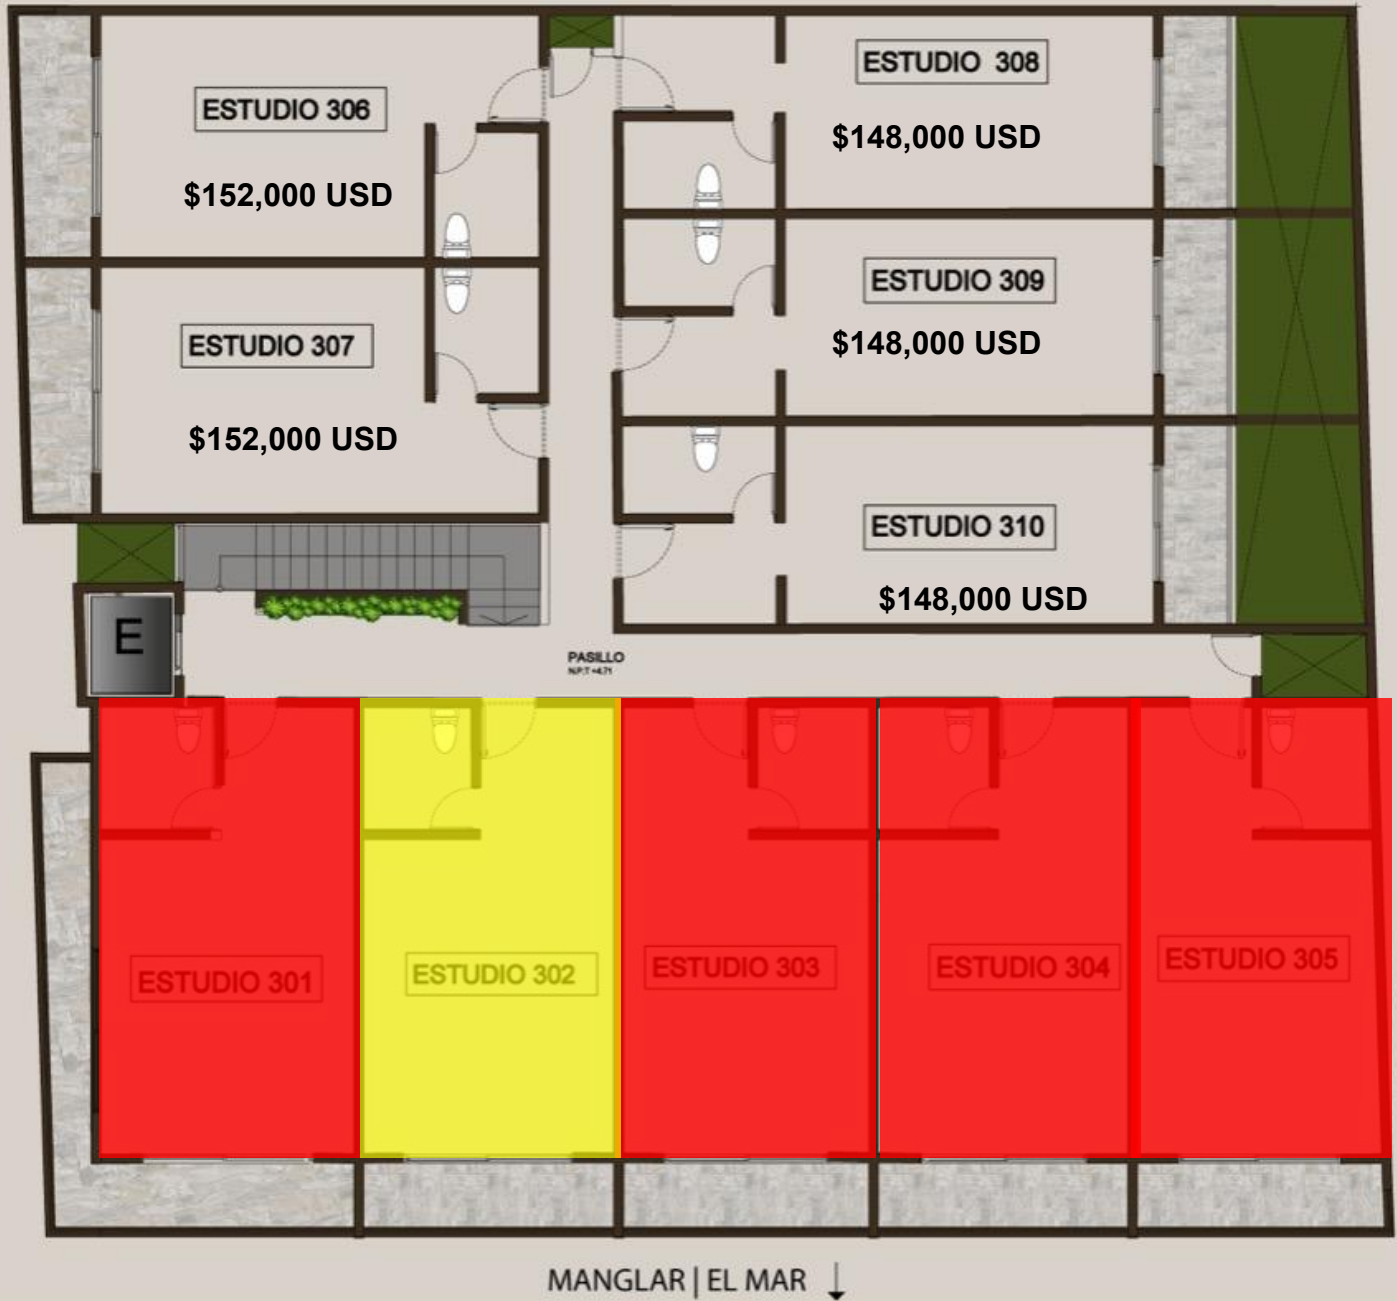 ESTUDIO 306
$152,000 USD
ESTUDIO 308
$148,000 USD
ESTUDIO 307
$152,000 USD
ESTUDIO 309
$148,000 USD
ESTUDIO 310
$148,000 USD
E
PASILLO
N.P.T +4.71
ESTUDIO 301
ESTUDIO 302
ESTUDIO 303
ESTUDIO 304
ESTUDIO 305
MANGLAR | EL MAR ↓